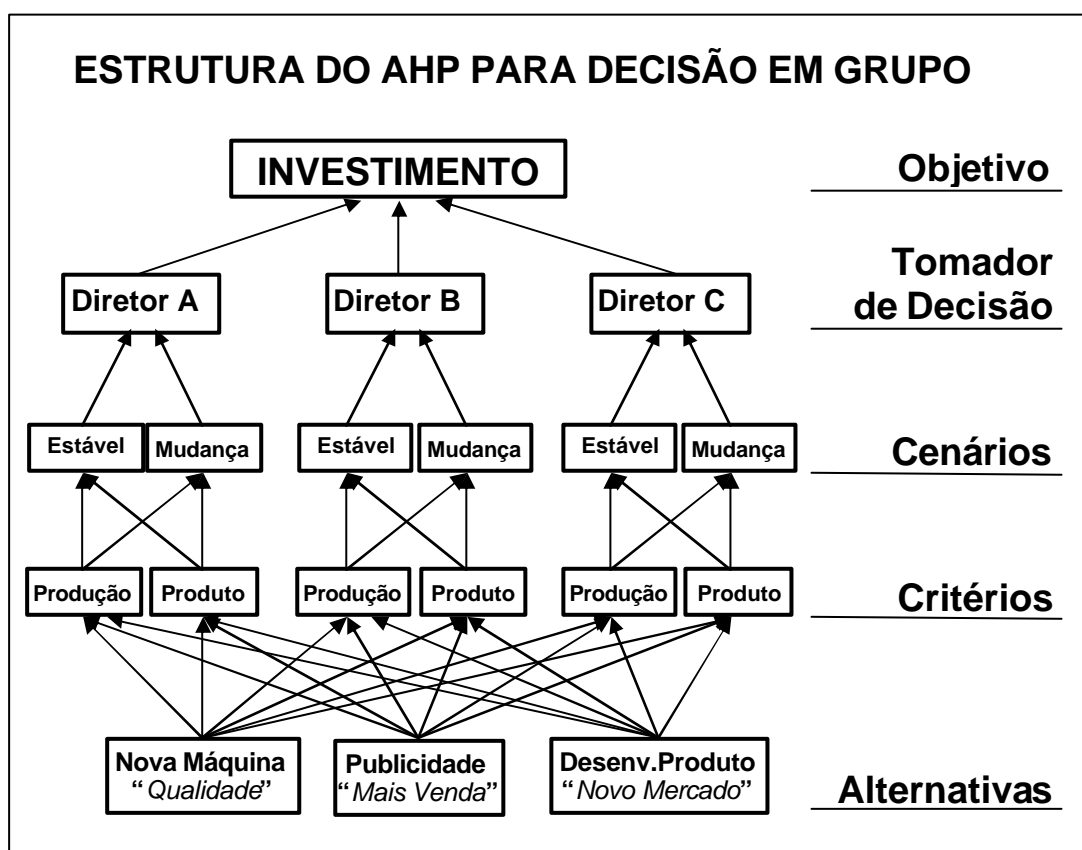 ESTRUTURA DO AHP PARA DECISÃO EM GRUPO
INVESTIMENTO
Objetivo
Diretor A
Diretor B
Diretor C
Tomador
de Decisão
Estável
Mudança
Estável
Mudança
Estável
Mudança
Cenários
Produção
Produto
Produção
Produto
Produção
Produto
Critérios
Nova Máquina
“Qualidade”
Publicidade
“Mais Venda”
Desenv.Produto
“Novo Mercado”
Alternativas